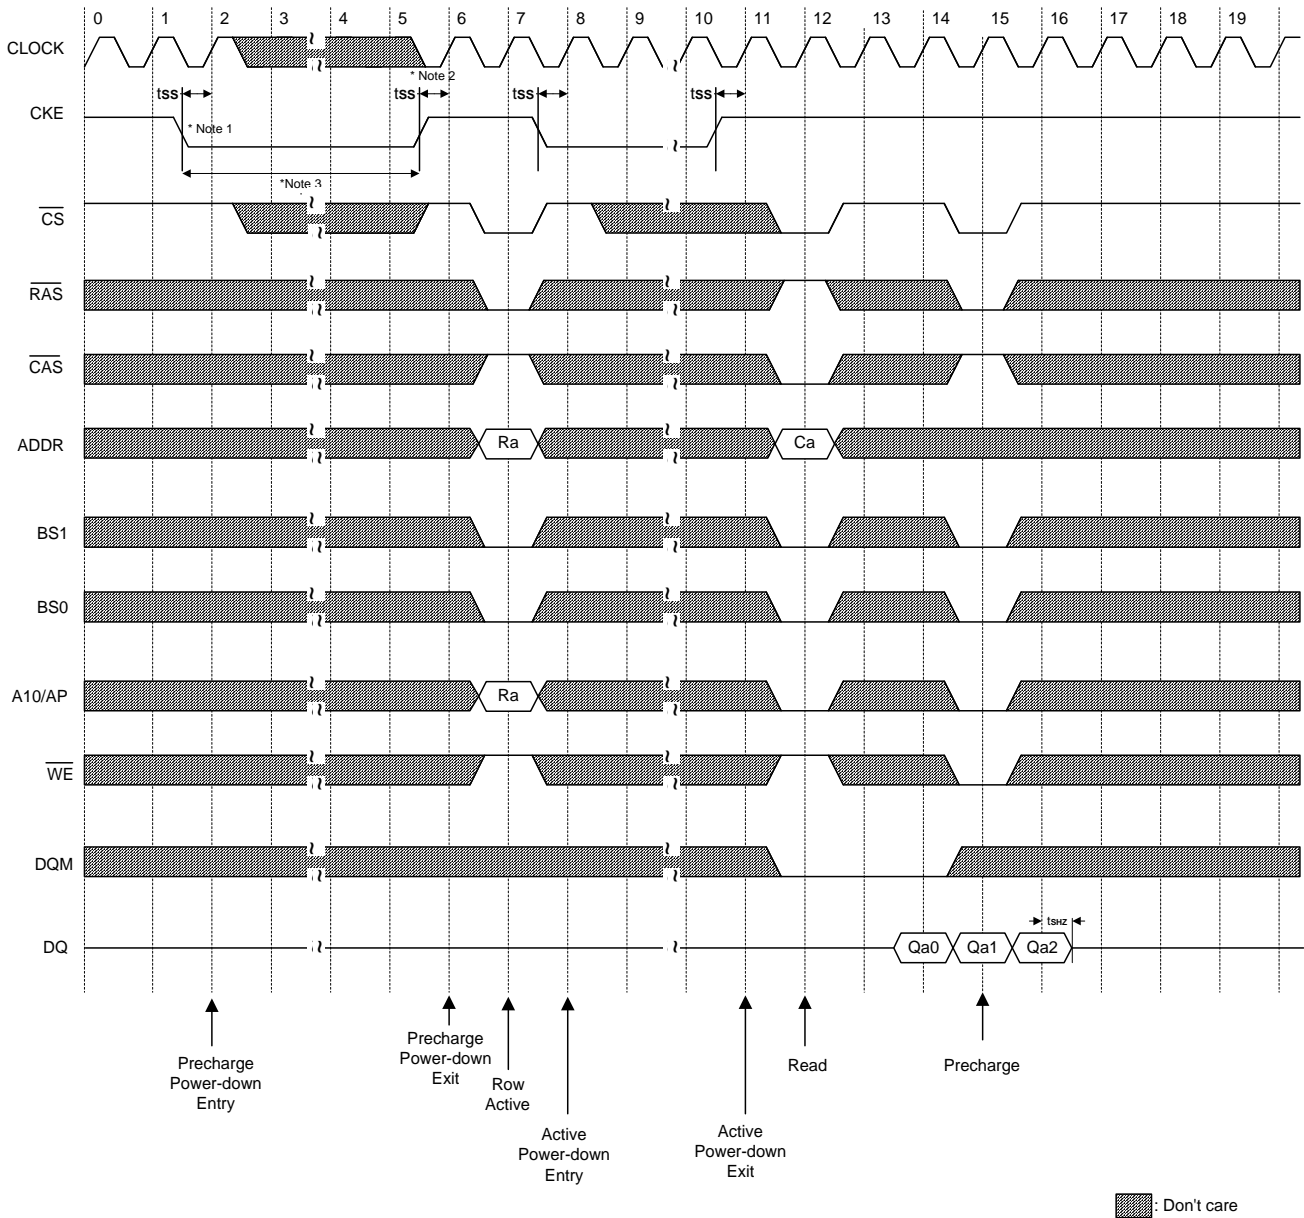 0 1 2 3 4 5 6 7 8 9 10 11 12 13 14 15 16 17 18 19
CLOCK
* Note 2
tss tss tss tss
CKE
* Note 1
*Note 3
CS
RAS
CAS
ADDR Ra Ca
BS1
BS0
A10/AP Ra
WE
DQM
tSHZ
DQ Qa0 Qa1 Qa2
Precharge
Power-down
Entry
Precharge
Power-down
Exit
Row
Active
Active
Power-down
Entry
Active
Power-down
Exit
Read
Precharge
: Don't care